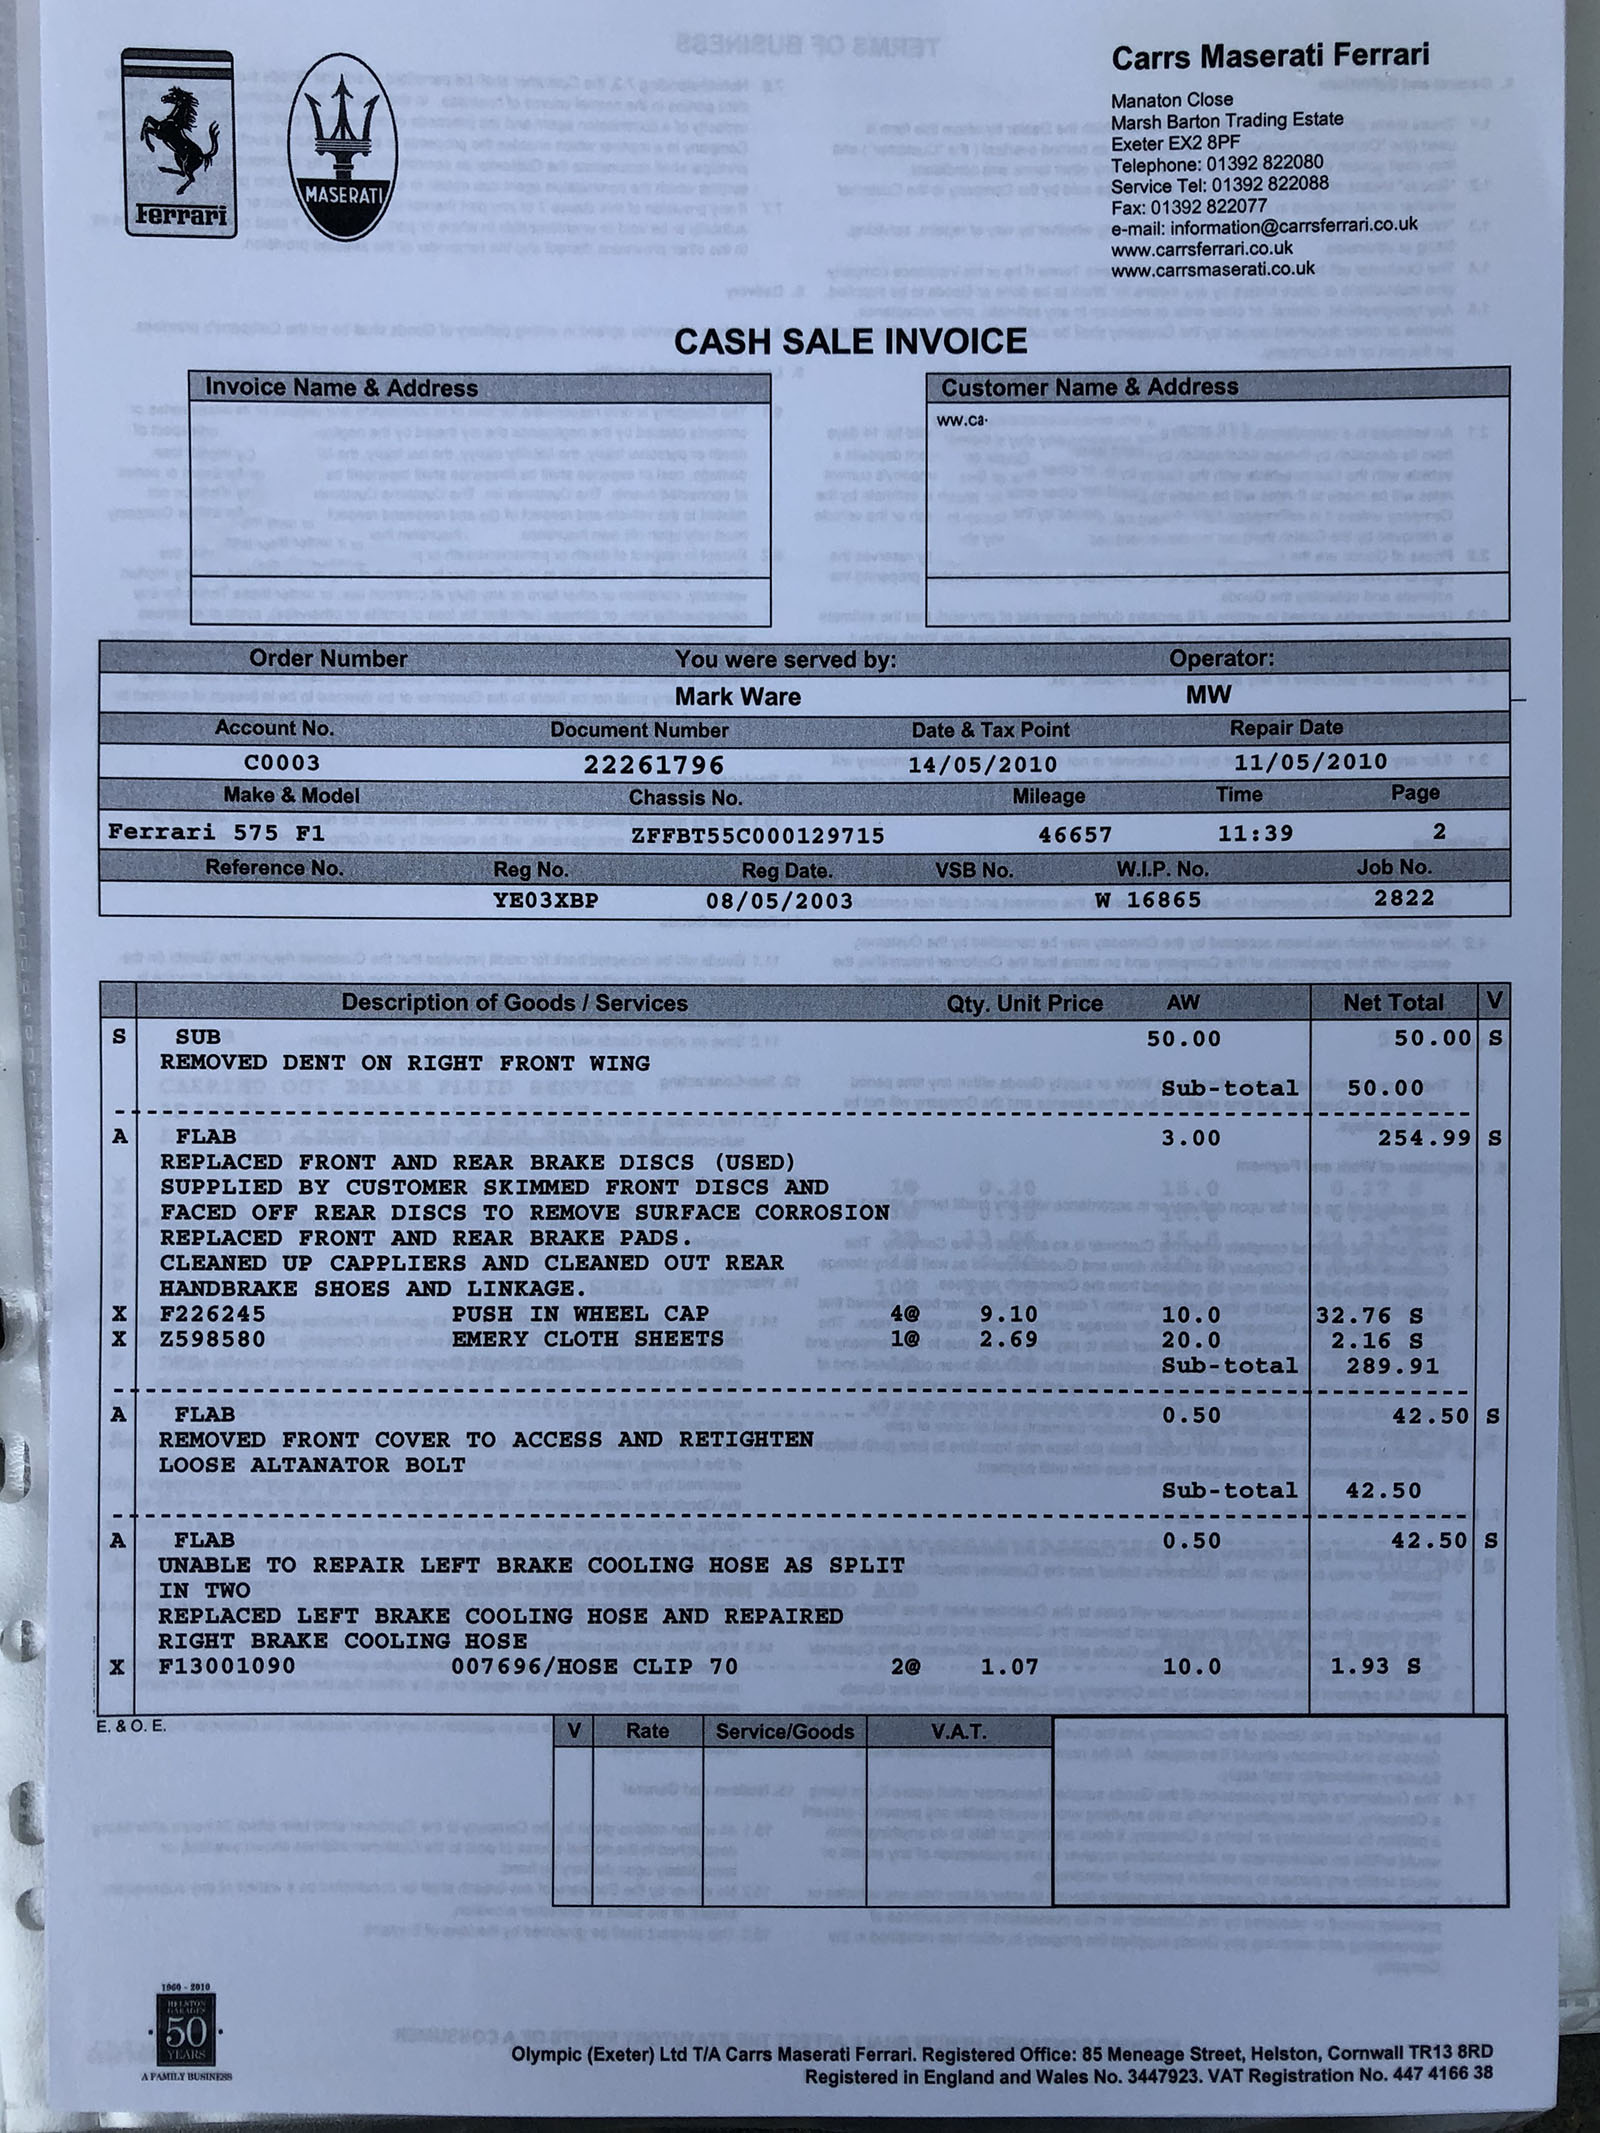 Ferrari
MASERATI
Carrs Maserati Ferrari
Manaton Close
Marsh Barton Trading Estate
Exeter EX2 8PF
Telephone: 01392 822080
Service Tel: 01392 822088
Fax: 01392 822077
e-mail: information@carrsferrari.co.uk
www.carrsferrari.co.uk
www.carrsmaserati.co.uk
CASH SALE INVOICE
Invoice Name & Address
Customer Name & Address
ww.ca
Order Number You were served by: Operator:
Mark Ware MW
Account No. Document Number Date & Tax Point Repair Date
C0003 22261796 14/05/2010 11/05/2010
Make & Model Chassis No. Mileage Time Page
Ferrari 575 F1 ZFFBT55C000129715 46657 11:39 2
Reference No. Reg No. Reg Date. VSB No. W.I.P. No. Job No.
YE03XBP 08/05/2003 W 16865 2822
Description of Goods / Services Qty. Unit Price AW Net Total V
S SUB 50.00 50.00 S
REMOVED DENT ON RIGHT FRONT WING
Sub-total 50.00
A FLAB 3.00 254.99 S
REPLACED FRONT AND REAR BRAKE DISCS (USED)
SUPPLIED BY CUSTOMER SKIMMED FRONT DISCS AND
FACED OFF REAR DISCS TO REMOVE SURFACE CORROSION
REPLACED FRONT AND REAR BRAKE PADS.
CLEANED UP CAPPLIERS AND CLEANED OUT REAR
HANDBRAKE SHOES AND LINKAGE.
X F226245 PUSH IN WHEEL CAP 4@ 9.10 10.0 32.76 S
X Z598580 EMERY CLOTH SHEETS 1@ 2.69 20.0 2.16 S
Sub-total 289.91
A FLAB 0.50 42.50 S
REMOVED FRONT COVER TO ACCESS AND RETIGHTEN
LOOSE ALTANATOR BOLT
Sub-total 42.50
A FLAB 0.50 42.50 S
UNABLE TO REPAIR LEFT BRAKE COOLING HOSE AS SPLIT
IN TWO
REPLACED LEFT BRAKE COOLING HOSE AND REPAIRED
RIGHT BRAKE COOLING HOSE
X F13001090 007696/HOSE CLIP 70 2@ 1.07 10.0 1.93 S
E. & O. E.
V Rate Service/Goods V.A.T.
1960 - 2010
HELSTON
GARAGES
50
YEARS
A FAMILY BUSINESS
Olympic (Exeter) Ltd T/A Carrs Maserati Ferrari. Registered Office: 85 Meneage Street, Helston, Cornwall TR13 8RD
Registered in England and Wales No. 3447923. VAT Registration No. 447 4166 38